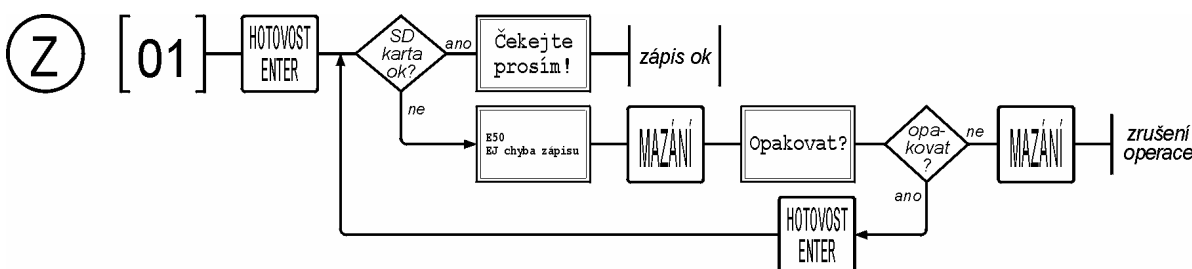 Z
[01]
HOTOVOST
ENTER
SD
karta
ok?
ano
Čekejte
prosím!
zápis ok
ne
E50
EJ chyba zápisu
MAZÁNÍ
Opakovat?
opa-
kovat
?
ne
MAZÁNÍ
zrušení
operace
ano
HOTOVOST
ENTER